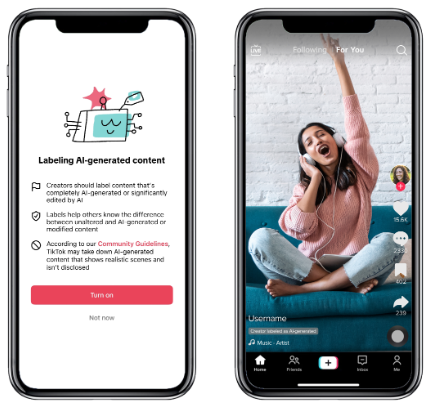 Labeling AI-generated content
Creators should label content that's
completely AI-generated or significantly
edited by AI
Labels help others know the difference
between unaltered and AI-generated or
modified content
According to our Community Guidelines,
TikTok may take down AI-generated
content that shows realistic scenes and
isn't disclosed
Turn on
Not now
LIVE
Following
For You
15.6K
233
402
239
Username
Creator labeled as AI-generated
Music · Artist
Home
Friends
Inbox
Me